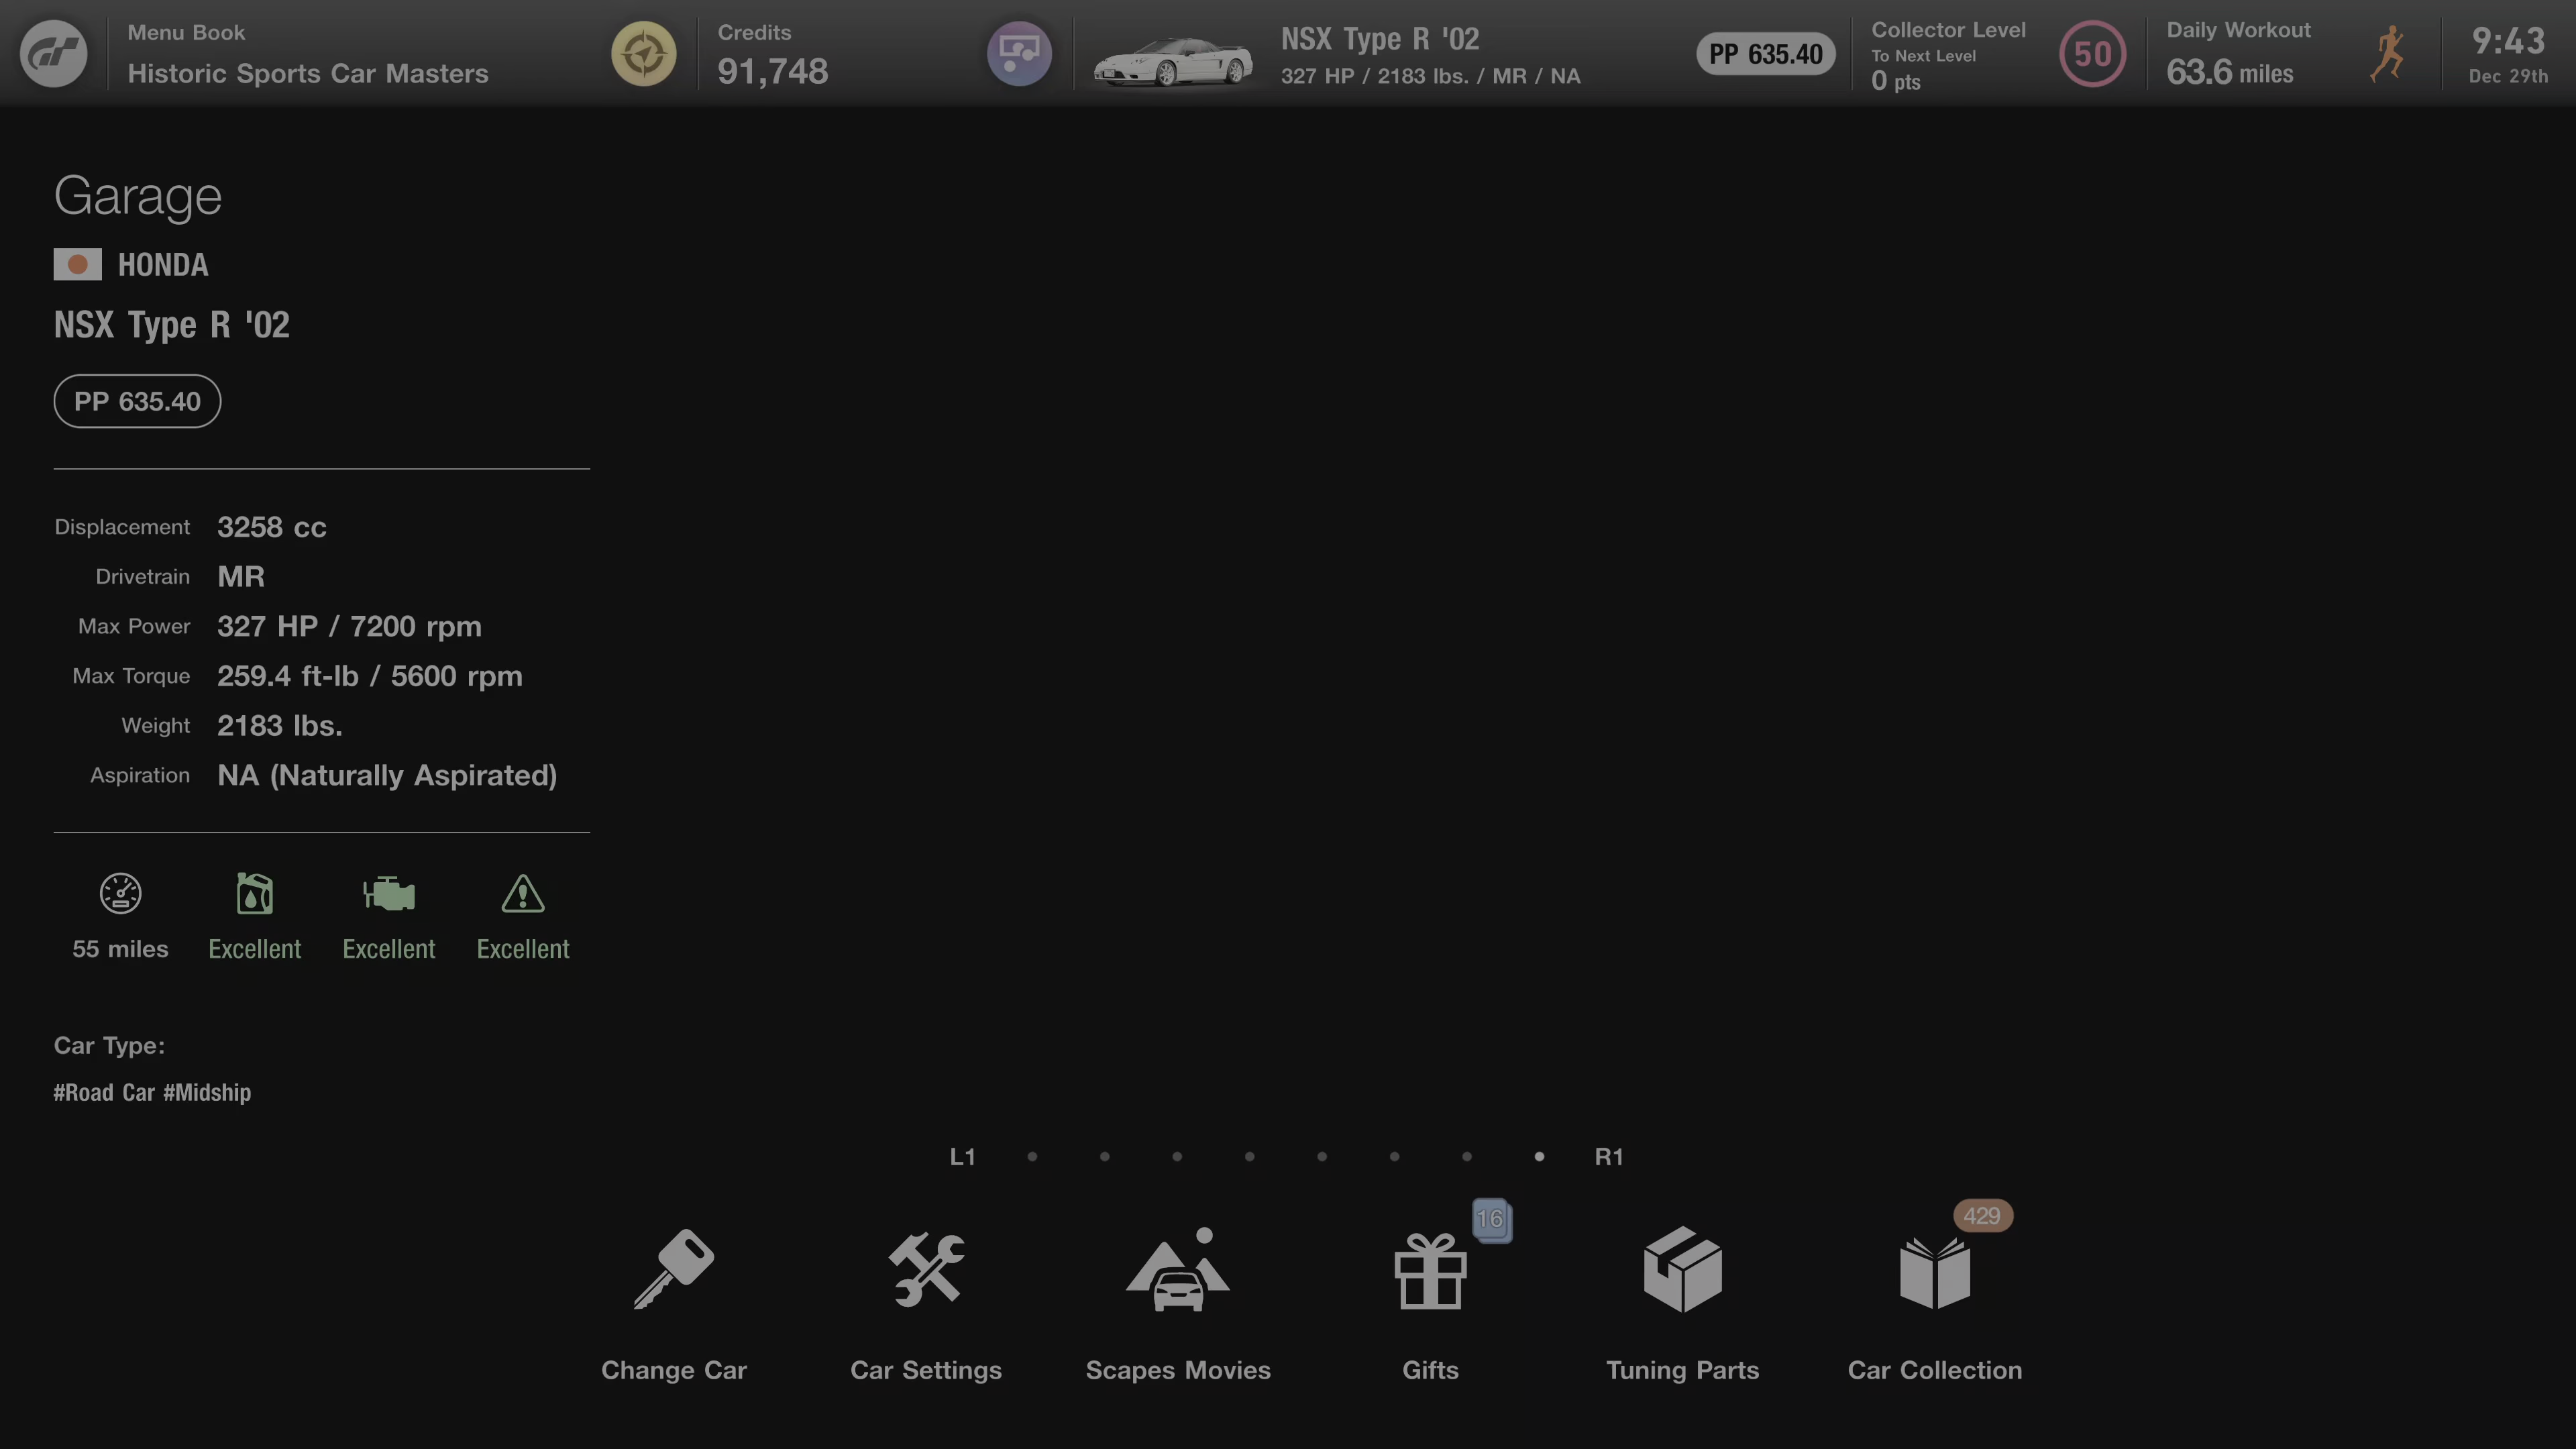 Menu Book
Historic Sports Car Masters
Credits
91,748
NSX Type R '02
327 HP / 2183 lbs. / MR / NA
PP 635.40
Collector Level
To Next Level
0 pts
50
Daily Workout
63.6 miles
9:43
Dec 29th
Garage
HONDA
NSX Type R '02
PP 635.40
Displacement 3258 cc
Drivetrain MR
Max Power 327 HP / 7200 rpm
Max Torque 259.4 ft-lb / 5600 rpm
Weight 2183 lbs.
Aspiration NA (Naturally Aspirated)
55 miles Excellent Excellent Excellent
Car Type:
#Road Car #Midship
L1 R1
16
429
Change Car Car Settings Scapes Movies Gifts Tuning Parts Car Collection